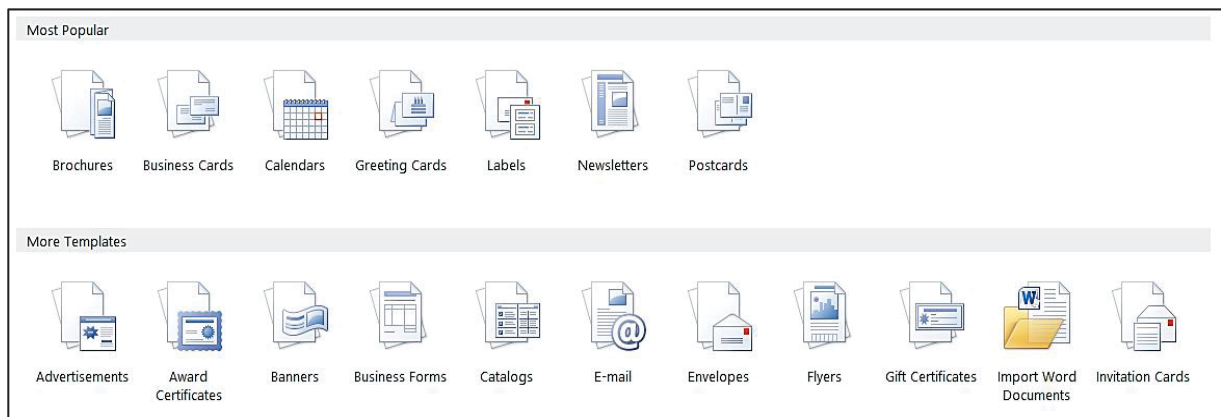 Most Popular
Brochures Business Cards Calendars Greeting Cards Labels Newsletters Postcards
More Templates
Advertisements Award Certificates Banners Business Forms Catalogs E-mail Envelopes Flyers Gift Certificates Import Word Documents Invitation Cards